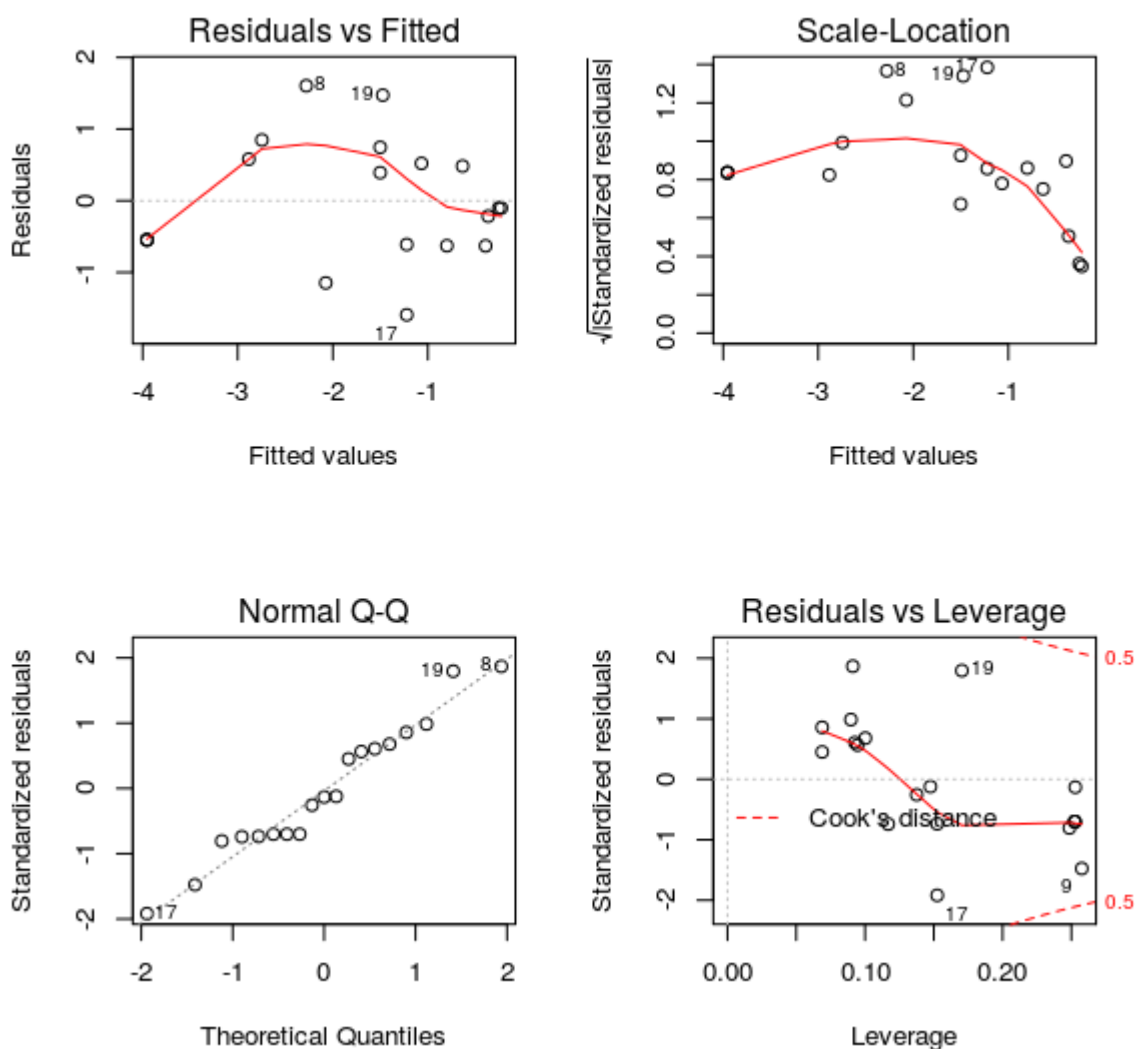 Residuals vs Fitted
Residuals
2
1
0
-1
8
19
17
-4 -3 -2 -1
Fitted values
Scale-Location
√|Standardized residuals|
1.2
0.8
0.4
0.0
8
19
17
-4 -3 -2 -1
Fitted values
Normal Q-Q
Standardized residuals
2
1
0
-1
-2
19
8
17
-2 -1 0 1 2
Theoretical Quantiles
Residuals vs Leverage
Standardized residuals
2
1
0
-1
-2
0.5
19
Cook's distance
9
17
0.5
0.00 0.10 0.20
Leverage